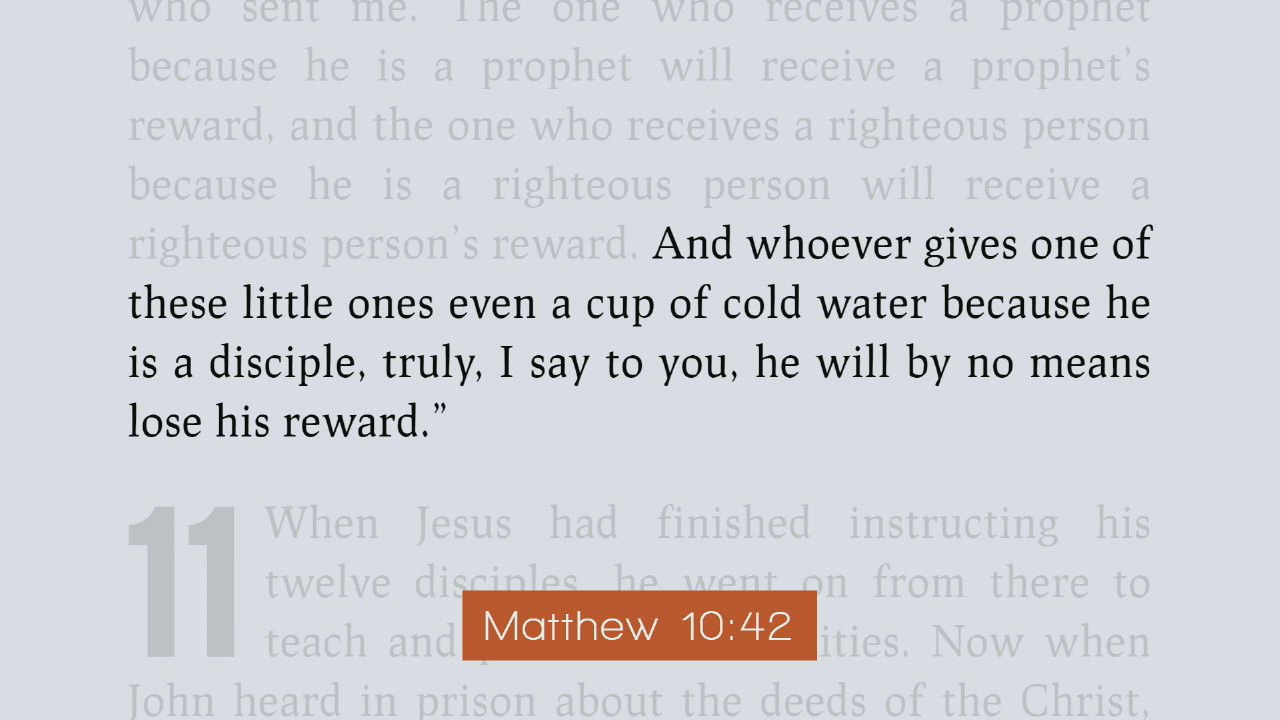 who sent me. The one who receives a prophet
because he is a prophet will receive a prophet’s
reward, and the one who receives a righteous person
because he is a righteous person will receive a
righteous person’s reward. And whoever gives one of
these little ones even a cup of cold water because he
is a disciple, truly, I say to you, he will by no means
lose his reward.”
11 When Jesus had finished instructing his
twelve disciples, he went on from there to
teach and ities. Now when
Matthew 10:42
John heard in prison about the deeds of the Christ,